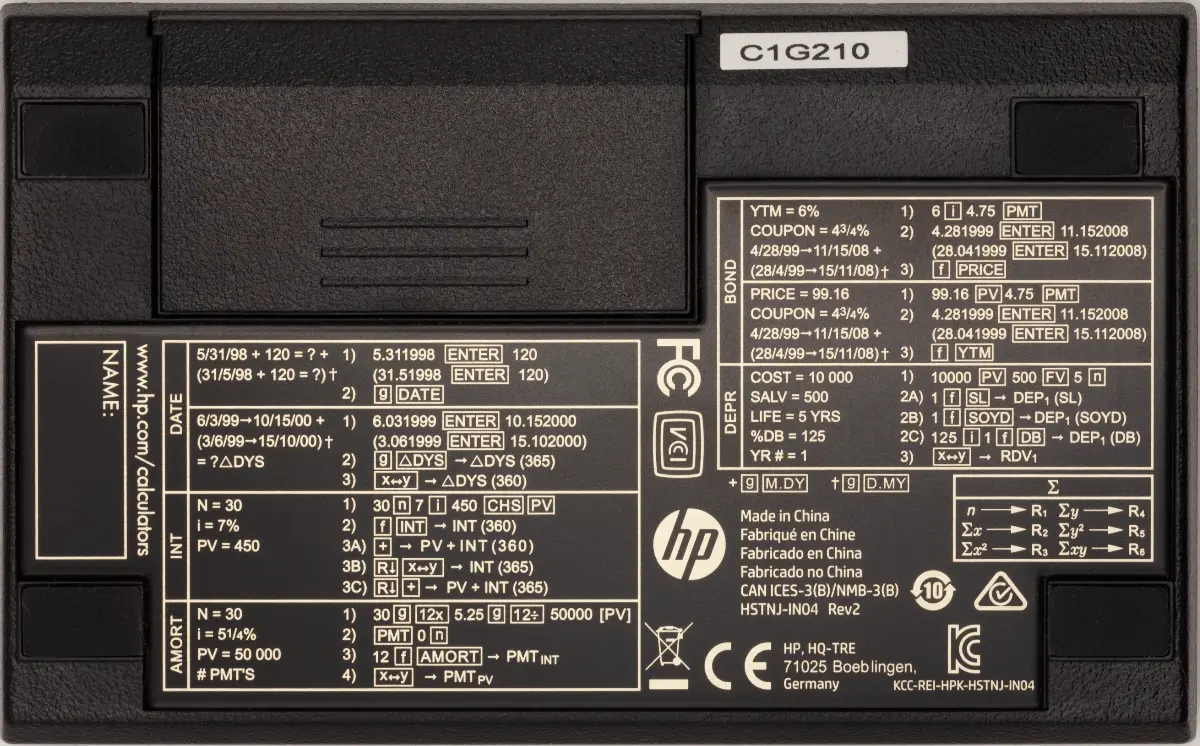 C1G210
BOND
YTM = 6% 1) 6 i 4.75 PMT
COUPON = 4 3/4% 2) 4.281999 ENTER 11.152008
4/28/99→11/15/08 + (28.041999 ENTER 15.112008)
(28/4/99→15/11/08)† 3) f PRICE
PRICE = 99.16 1) 99.16 PV 4.75 PMT
COUPON = 4 3/4% 2) 4.281999 ENTER 11.152008
4/28/99→11/15/08 + (28.041999 ENTER 15.112008)
(28/4/99→15/11/08)† 3) f YTM
DEPR
COST = 10 000 1) 10000 PV 500 FV 5 n
SALV = 500 2A) 1 f SL → DEP₁ (SL)
LIFE = 5 YRS 2B) 1 f SOYD → DEP₁ (SOYD)
%DB = 125 2C) 125 i 1 f DB → DEP₁ (DB)
YR # = 1 3) x↔y → RDV₁
+ g M.DY † g D.MY
Σ
n → R₁ Σy → R₄
Σx → R₂ Σy² → R₅
Σx² → R₃ Σxy → R₆
NAME:
www.hp.com/calculators
DATE
5/31/98 + 120 = ? + 1) 5.311998 ENTER 120
(31/5/98 + 120 = ?)† (31.51998 ENTER 120)
2) g DATE
6/3/99→10/15/00 + 1) 6.031999 ENTER 10.152000
(3/6/99→15/10/00)† (3.061999 ENTER 15.102000)
= ?△DYS 2) g △DYS → △DYS (365)
3) x↔y → △DYS (360)
INT
N = 30 1) 30 n 7 i 450 CHS PV
i = 7% 2) f INT → INT (360)
PV = 450 3A) + → PV + INT (360)
3B) R↓ x↔y → INT (365)
3C) R↓ + → PV + INT (365)
AMORT
N = 30 1) 30 g 12x 5.25 g 12÷ 50000 [PV]
i = 51/4% 2) PMT 0 n
PV = 50 000 3) 12 f AMORT → PMT INT
# PMT'S 4) x↔y → PMT PV
FC
VCI
hp
Made in China
Fabriqué en Chine
Fabricado en China
Fabricado no China
CAN ICES-3(B)/NMB-3(B)
HSTNJ-IN04 Rev2
10
CE
HP, HQ-TRE
71025 Boeblingen,
Germany
KCC-REI-HPK-HSTNJ-IN04